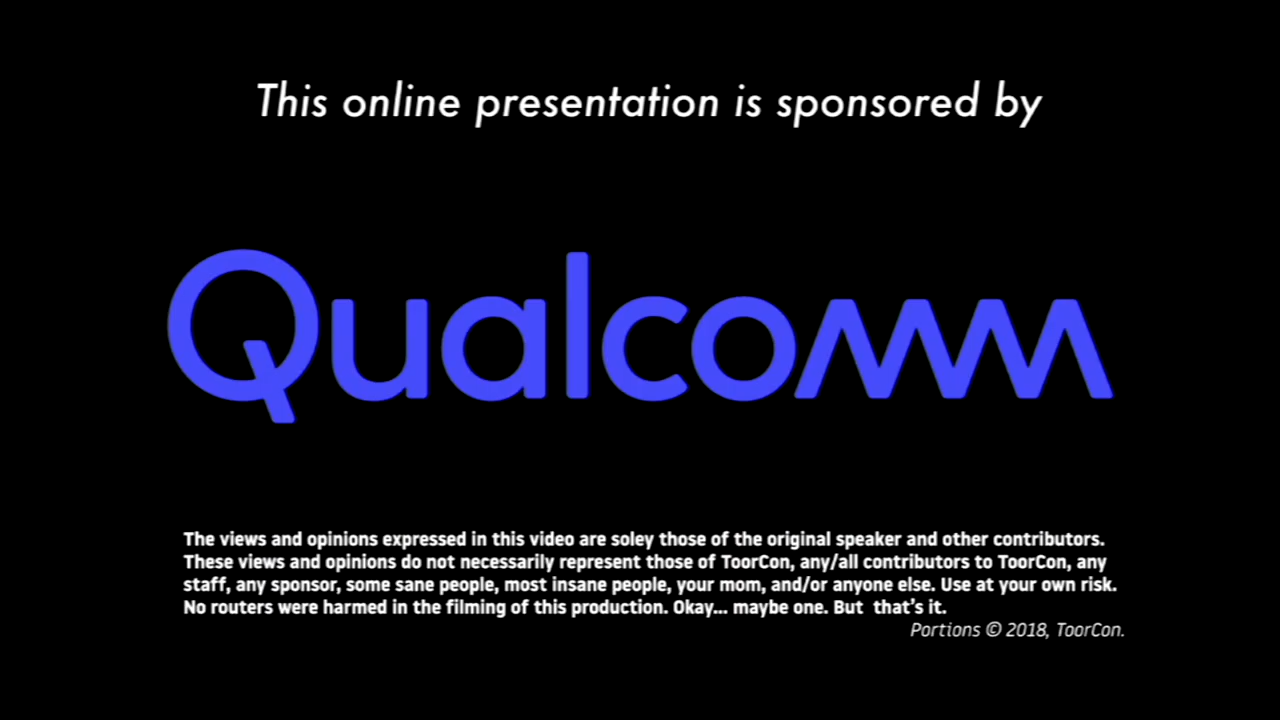 This online presentation is sponsored by
Qualcomm
The views and opinions expressed in this video are soley those of the original speaker and other contributors.
These views and opinions do not necessarily represent those of ToorCon, any/all contributors to ToorCon, any
staff, any sponsor, some sane people, most insane people, your mom, and/or anyone else. Use at your own risk.
No routers were harmed in the filming of this production. Okay... maybe one. But  that's it.
Portions © 2018, ToorCon.